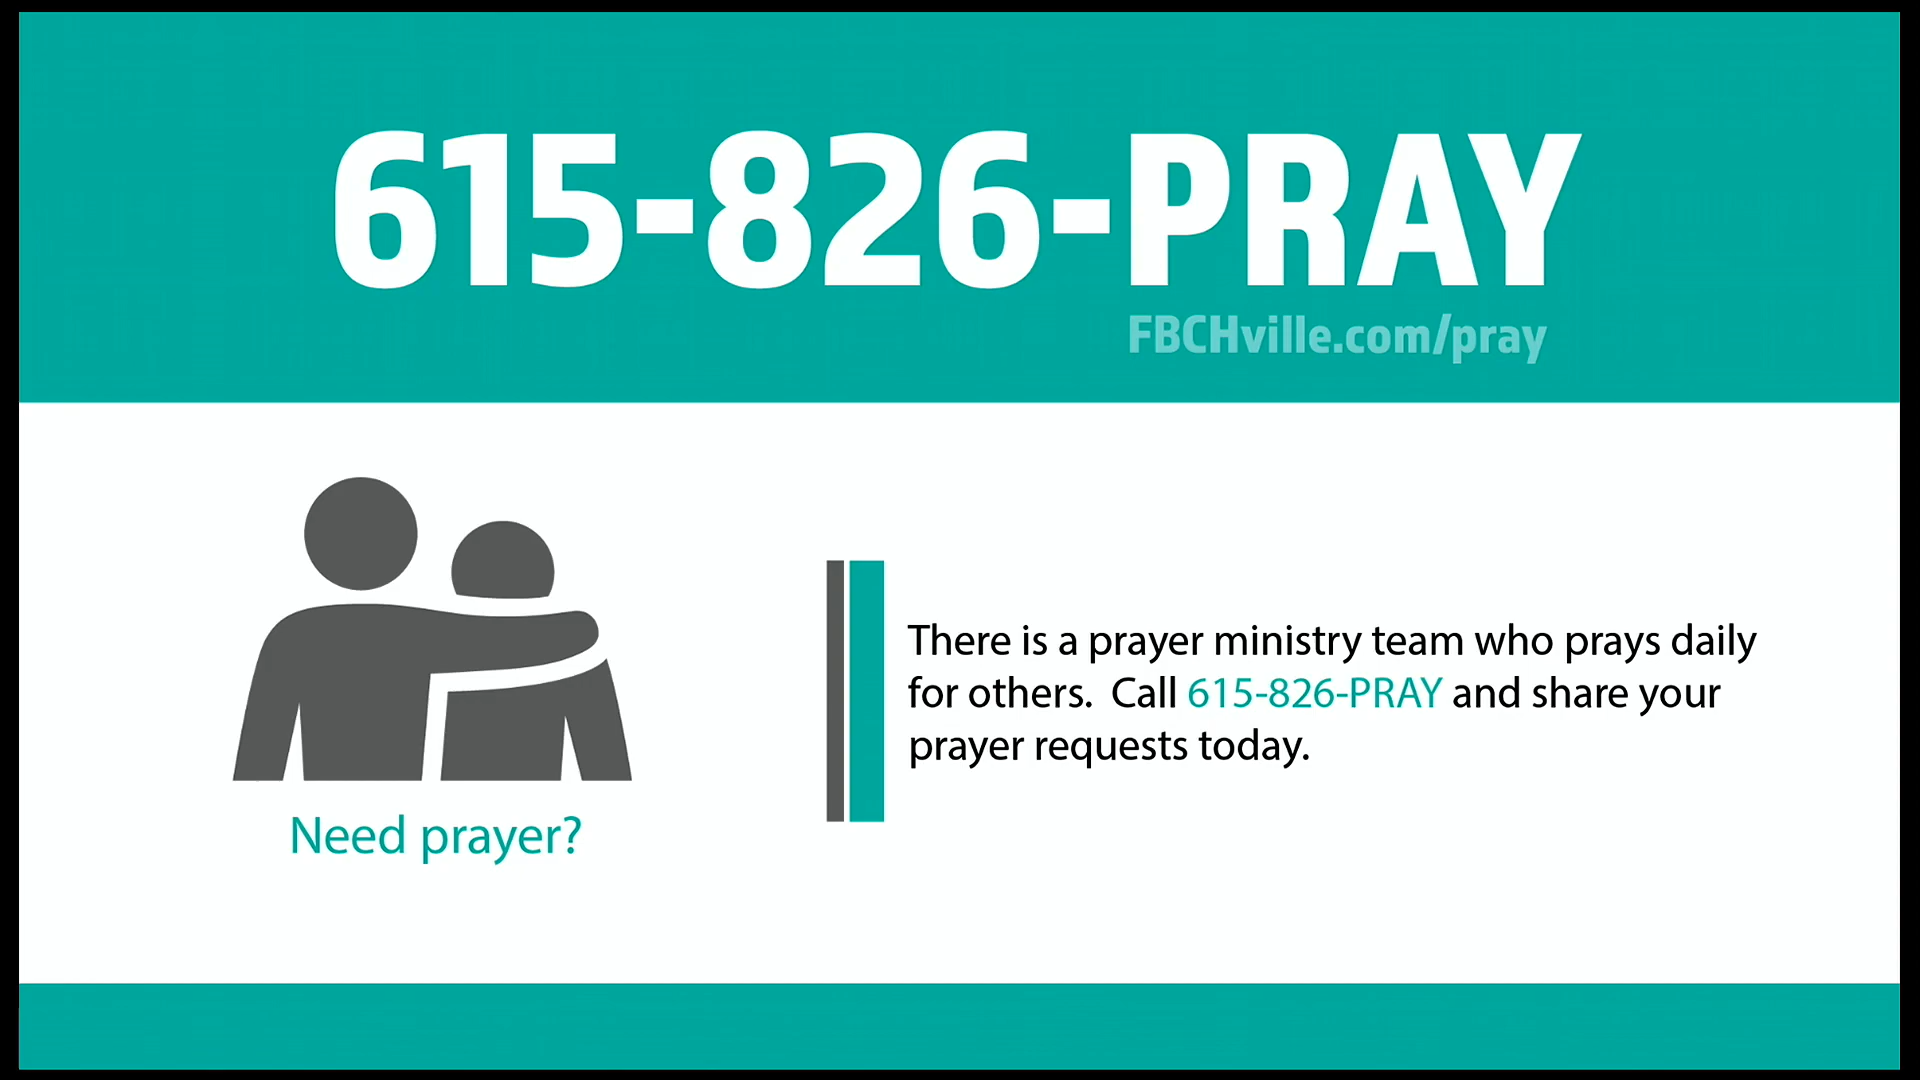 615-826-PRAY
FBCHville.com/pray
Need prayer?
There is a prayer ministry team who prays daily
for others.  Call 615-826-PRAY and share your
prayer requests today.